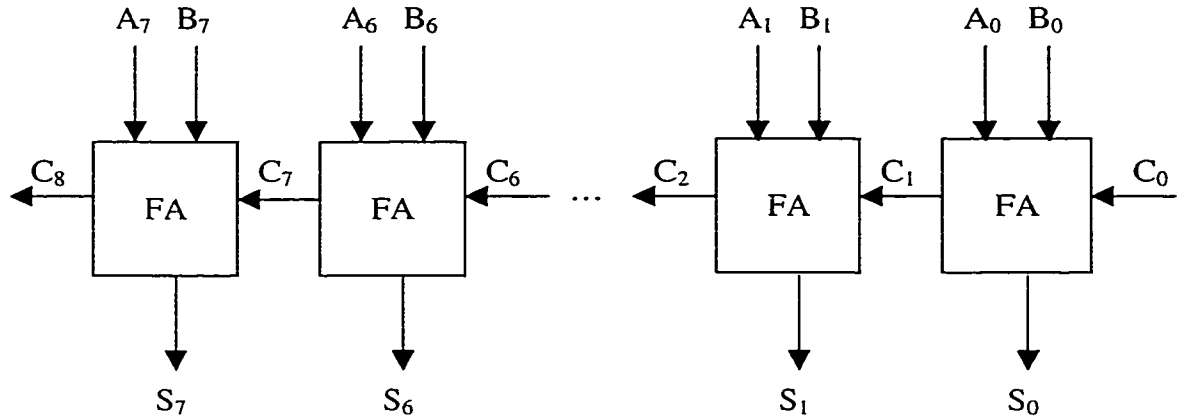 A₇ B₇ A₆ B₆ A₁ B₁ A₀ B₀
C₈ FA C₇ FA C₆ ... C₂ FA C₁ FA C₀
S₇ S₆ S₁ S₀